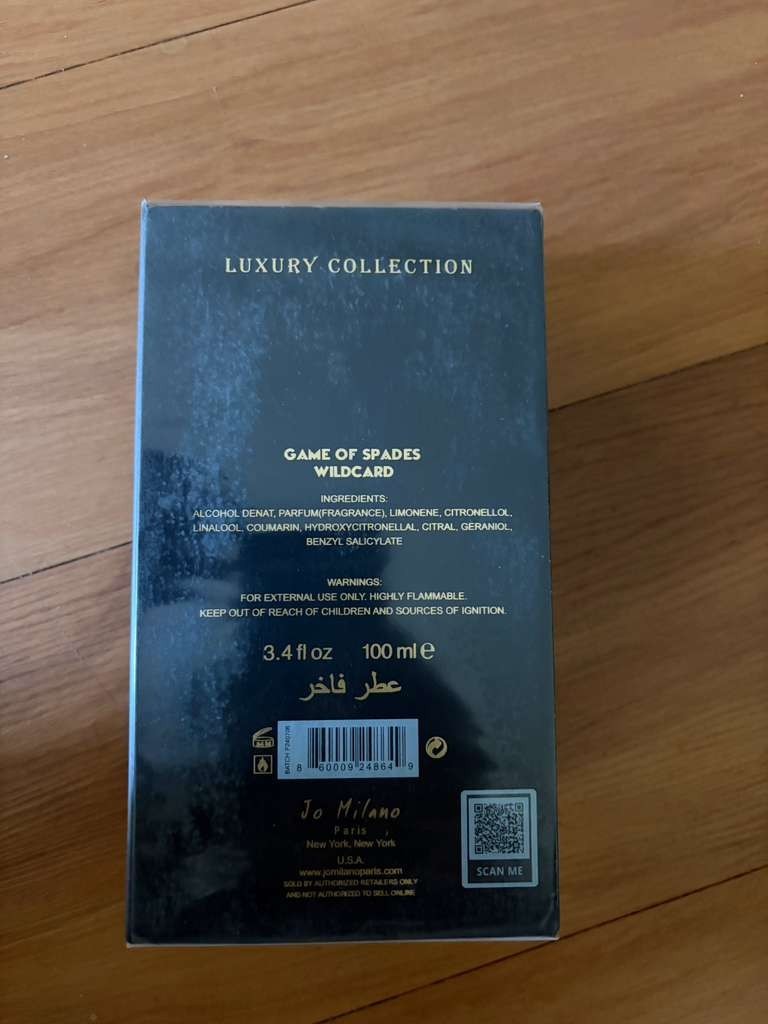 LUXURY COLLECTION
GAME OF SPADES
WILDCARD
INGREDIENTS:
ALCOHOL DENAT, PARFUM(FRAGRANCE), LIMONENE, CITRONELLOL,
LINALOOL, COUMARIN, HYDROXYCITRONELLAL, CITRAL, GERANIOL,
BENZYL SALICYLATE
WARNINGS:
FOR EXTERNAL USE ONLY. HIGHLY FLAMMABLE.
KEEP OUT OF REACH OF CHILDREN AND SOURCES OF IGNITION.
3.4 fl oz 100 ml e
عطر فاخر
BATCH P240706
8 60009 24864 9
Jo Milano
Paris
New York, New York
U.S.A.
www.jomilanoparis.com
SOLD BY AUTHORIZED RETAILERS ONLY
AND NOT AUTHORIZED TO SELL ONLINE
SCAN ME